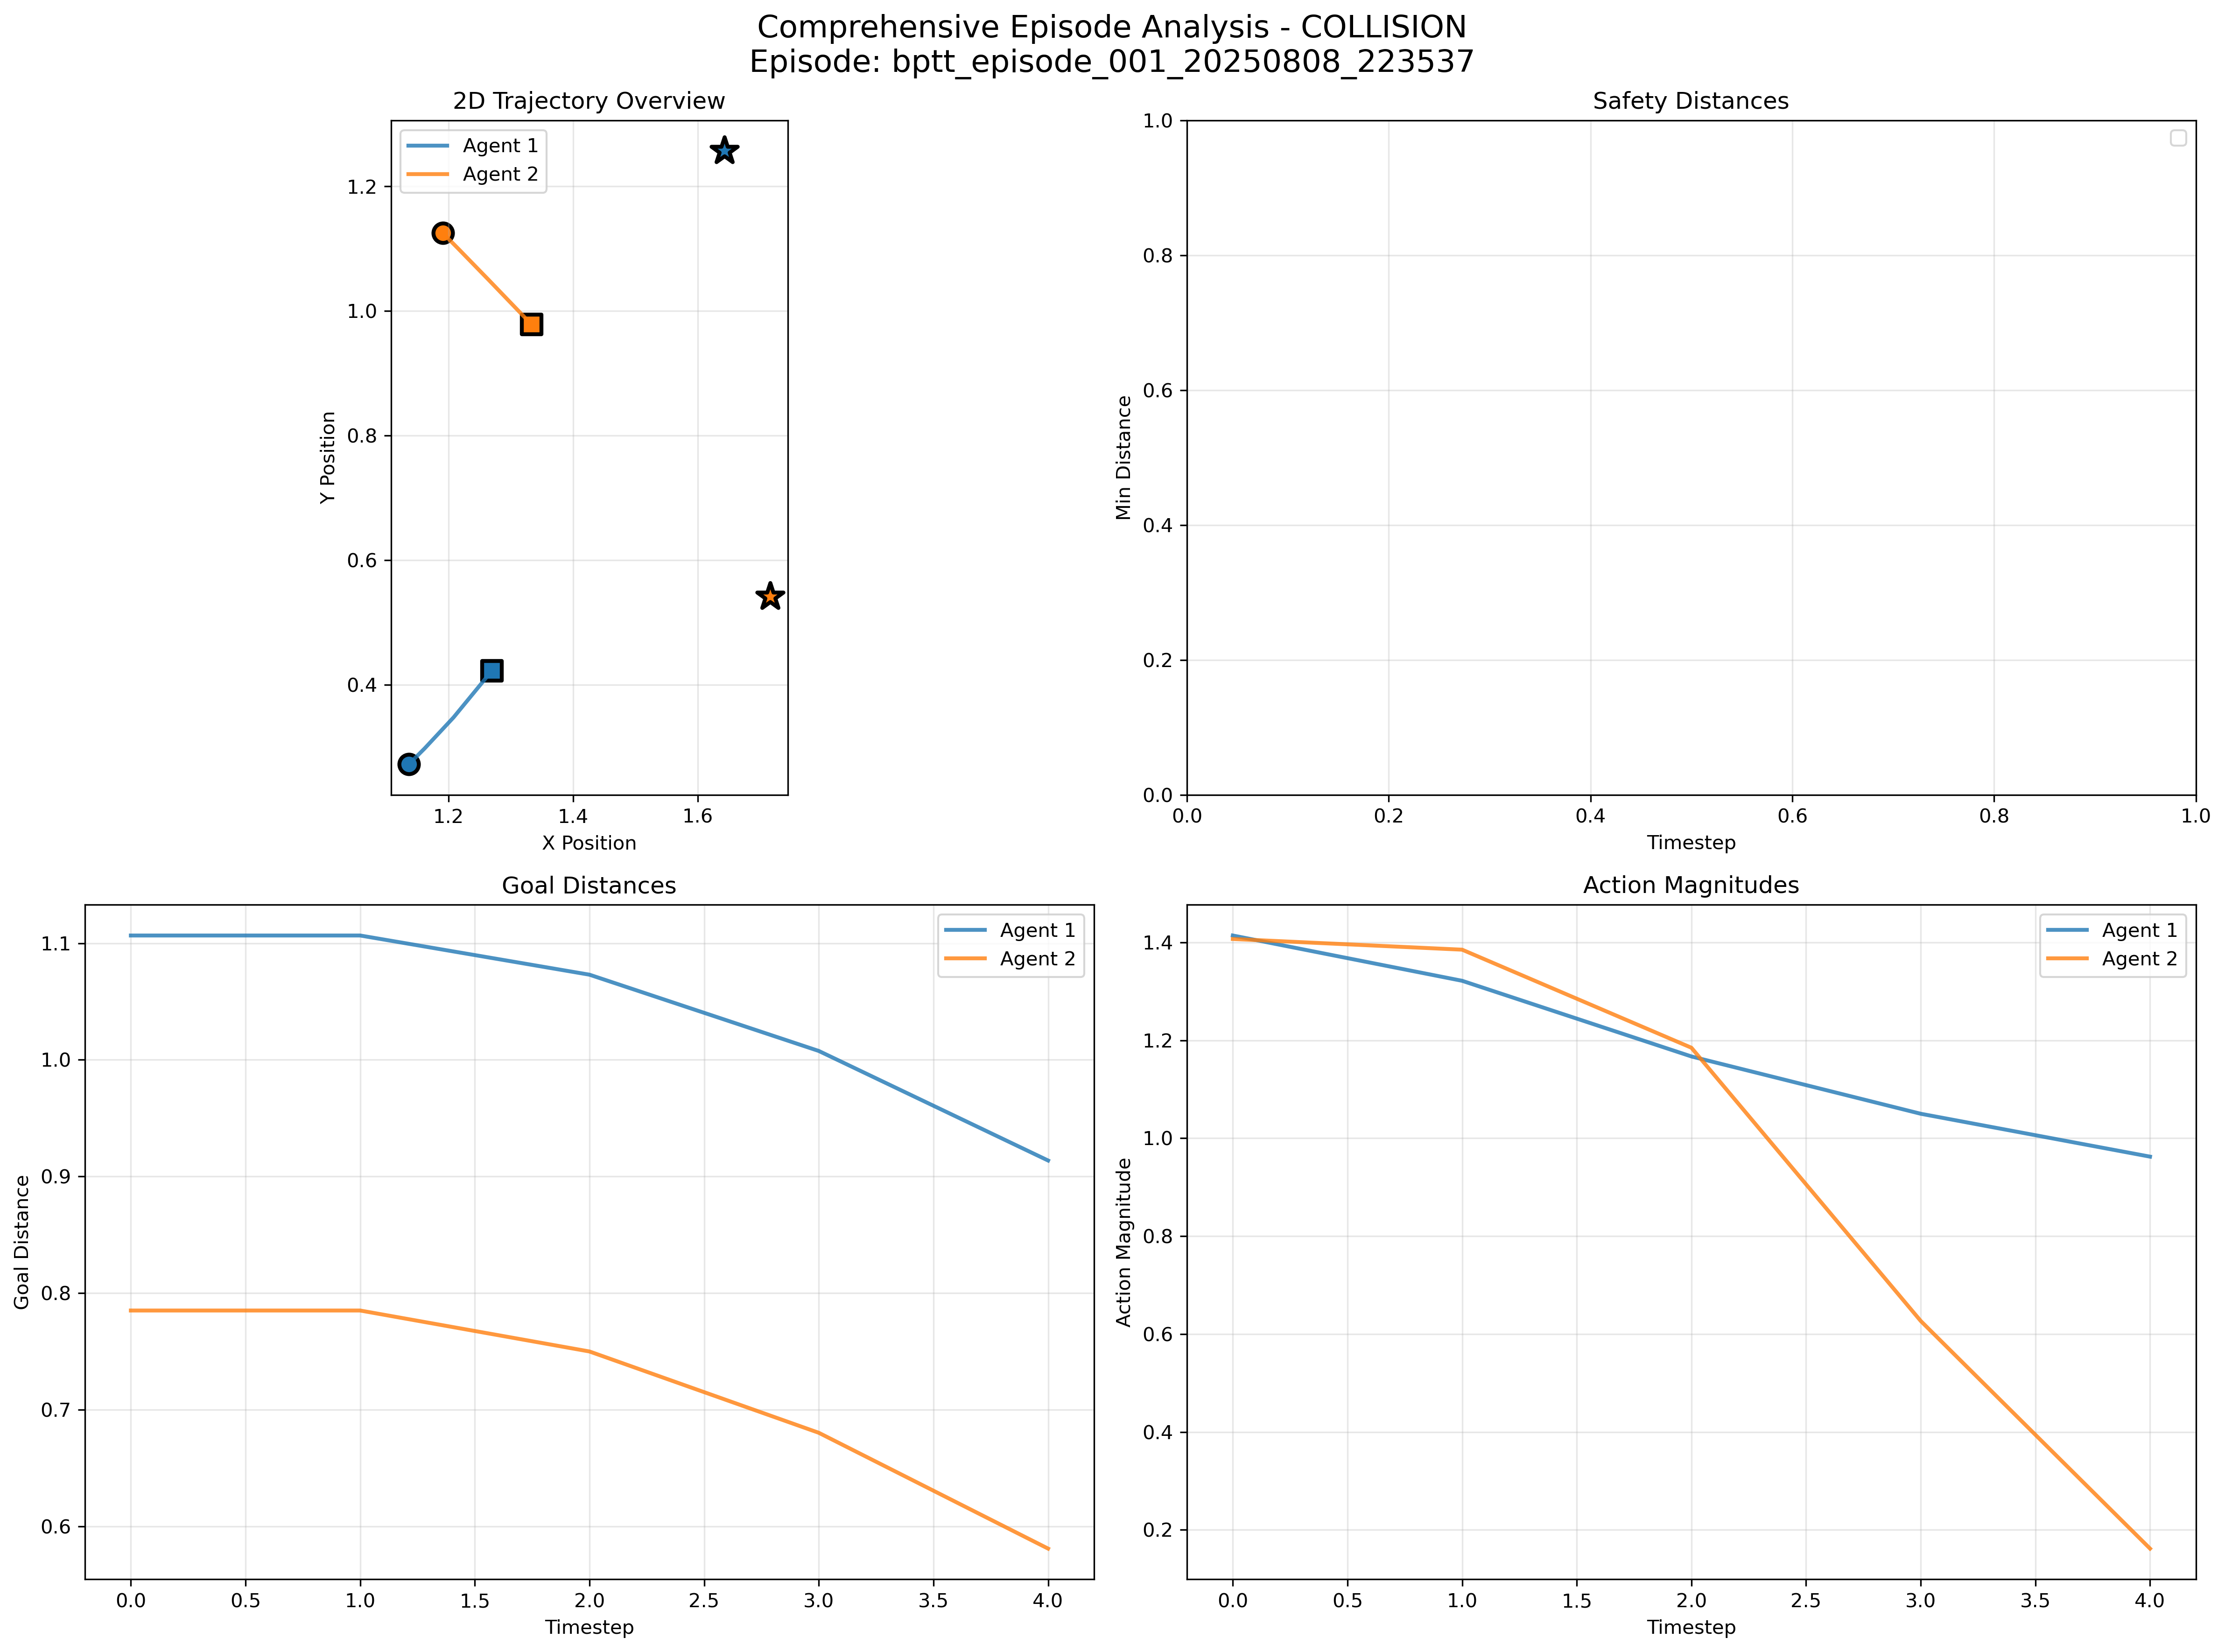 Comprehensive Episode Analysis - COLLISION
Episode: bptt_episode_001_20250808_223537
2D Trajectory Overview
Agent 1
Agent 2
1.2
1.0
0.8
0.6
0.4
Y Position
1.2
1.4
1.6
X Position
Safety Distances
1.0
0.8
0.6
0.4
0.2
0.0
Min Distance
0.0
0.2
0.4
0.6
0.8
1.0
Timestep
Goal Distances
Agent 1
Agent 2
1.1
1.0
0.9
0.8
0.7
0.6
Goal Distance
0.0
0.5
1.0
1.5
2.0
2.5
3.0
3.5
4.0
Timestep
Action Magnitudes
Agent 1
Agent 2
1.4
1.2
1.0
0.8
0.6
0.4
0.2
Action Magnitude
0.0
0.5
1.0
1.5
2.0
2.5
3.0
3.5
4.0
Timestep